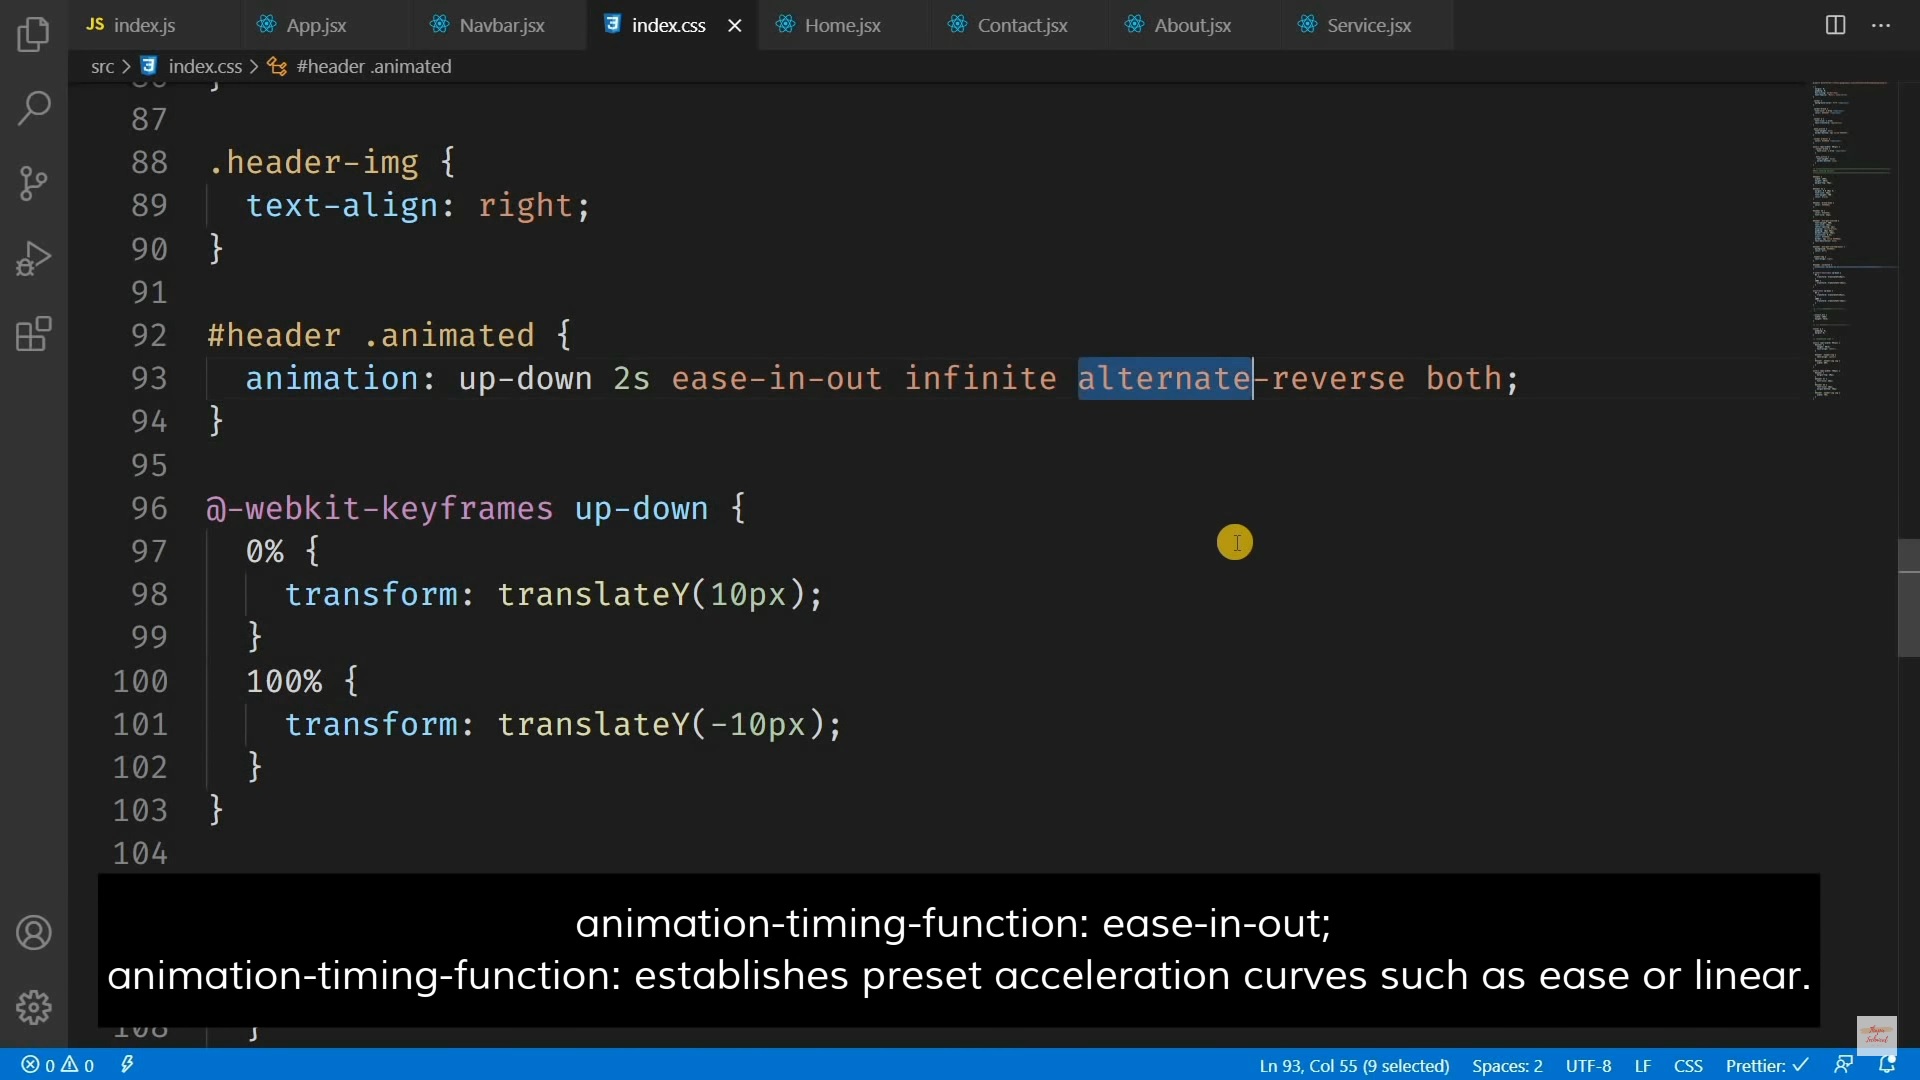 JS index.js App.jsx Navbar.jsx index.css Home.jsx Contact.jsx About.jsx Service.jsx
src > index.css > #header .animated
87
88 .header-img {
89 text-align: right;
90 }
91
92 #header .animated {
93 animation: up-down 2s ease-in-out infinite alternate-reverse both;
94 }
95
96 @-webkit-keyframes up-down {
97 0% {
98 transform: translateY(10px);
99 }
100 100% {
101 transform: translateY(-10px);
102 }
103 }
104
animation-timing-function: ease-in-out;
animation-timing-function: establishes preset acceleration curves such as ease or linear.
108 }
0 0 Ln 93, Col 55 (9 selected) Spaces: 2 UTF-8 LF CSS Prettier: ✓